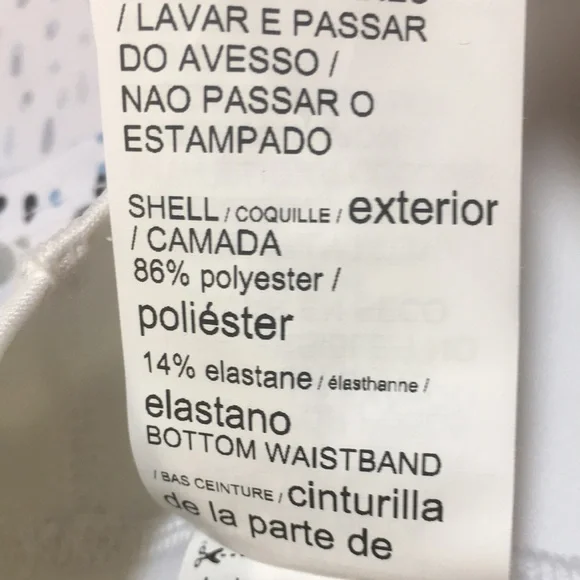 / LAVAR E PASSAR
DO AVESSO /
NAO PASSAR O
ESTAMPADO
SHELL / COQUILLE / exterior
/ CAMADA
86% polyester /
poliéster
14% elastane / élasthanne /
elastano
BOTTOM WAISTBAND
/ BAS CEINTURE / cinturilla
de la parte de